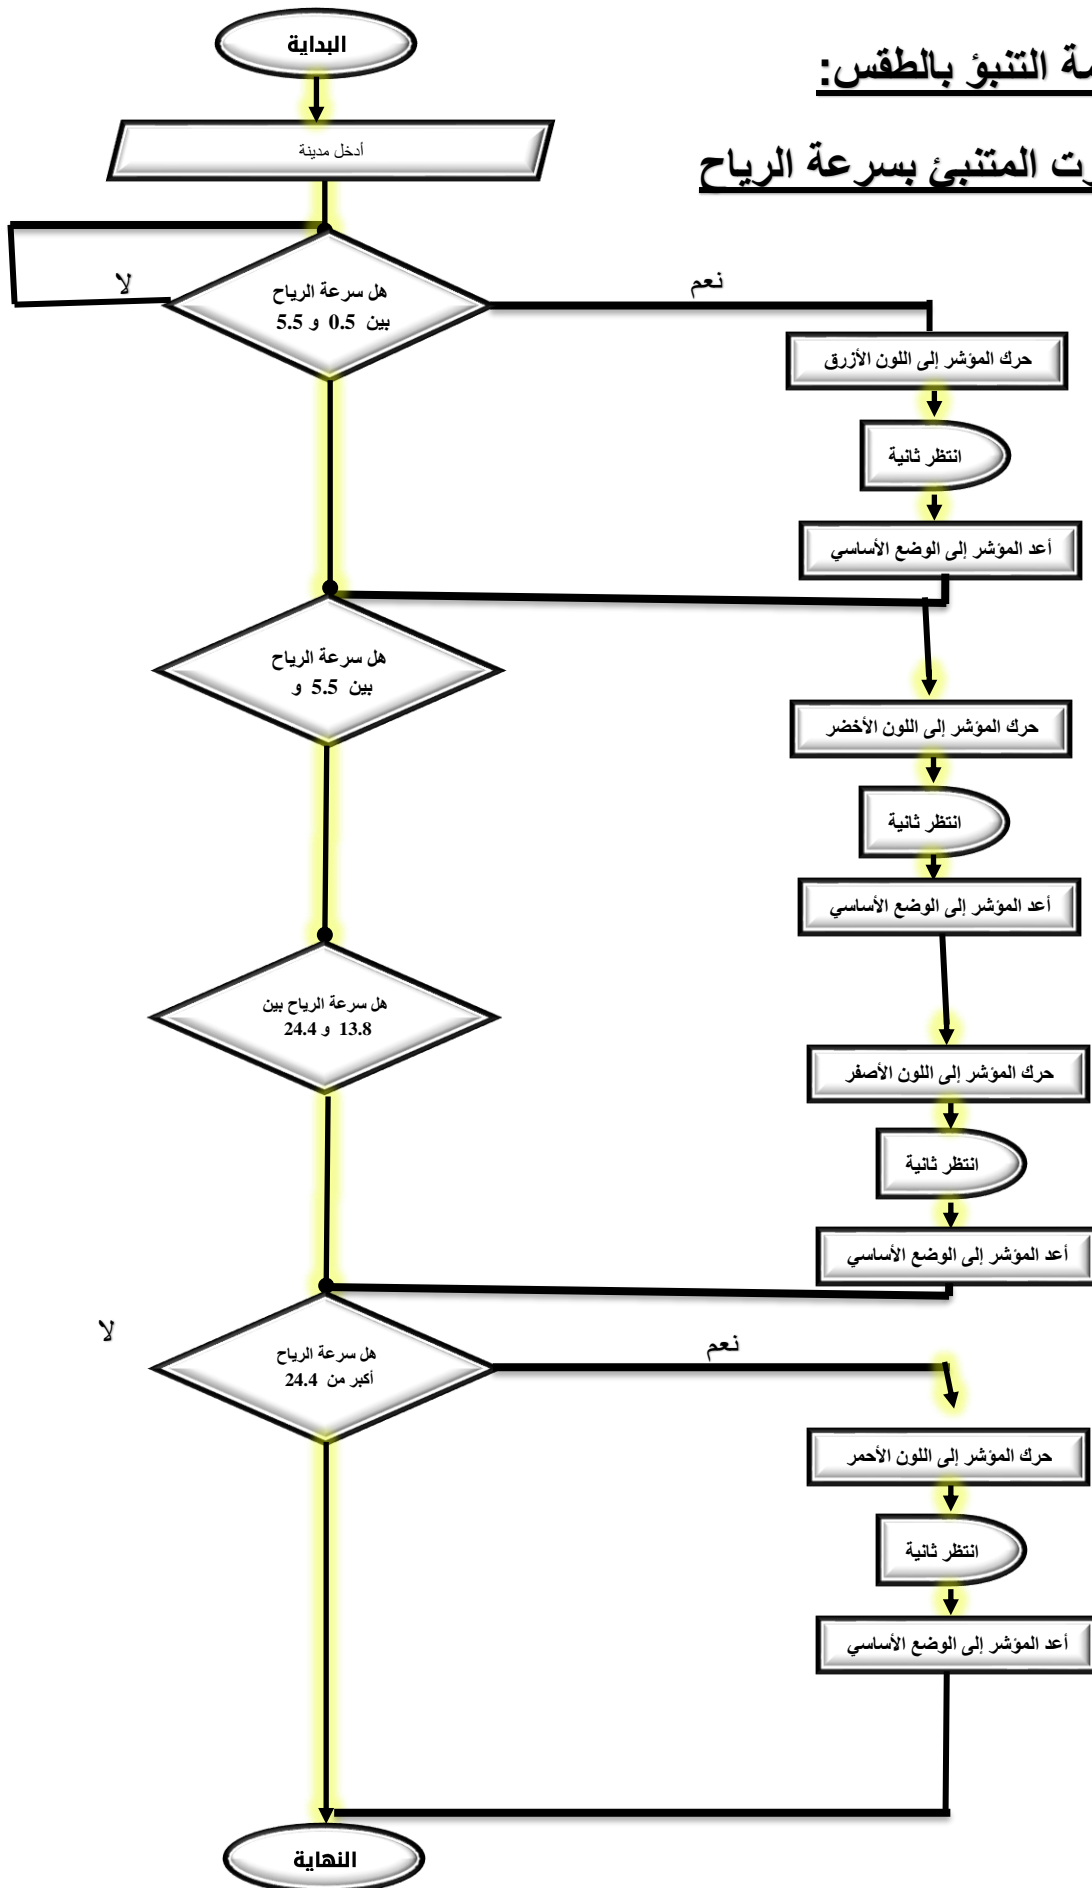 التنبؤ بالطقس:
المتنبئ بسرعة الرياح
البداية
أدخل مدينة
هل سرعة الرياح
بين 0.5 و 5.5
لا
نعم
حرك المؤشر إلى اللون الأزرق
انتظر ثانية
أعد المؤشر إلى الوضع الأساسي
هل سرعة الرياح
بين 5.5 و
حرك المؤشر إلى اللون الأخضر
انتظر ثانية
أعد المؤشر إلى الوضع الأساسي
هل سرعة الرياح بين
13.8 و 24.4
حرك المؤشر إلى اللون الأصفر
انتظر ثانية
أعد المؤشر إلى الوضع الأساسي
هل سرعة الرياح
أكبر من 24.4
لا
نعم
حرك المؤشر إلى اللون الأحمر
انتظر ثانية
أعد المؤشر إلى الوضع الأساسي
النهاية